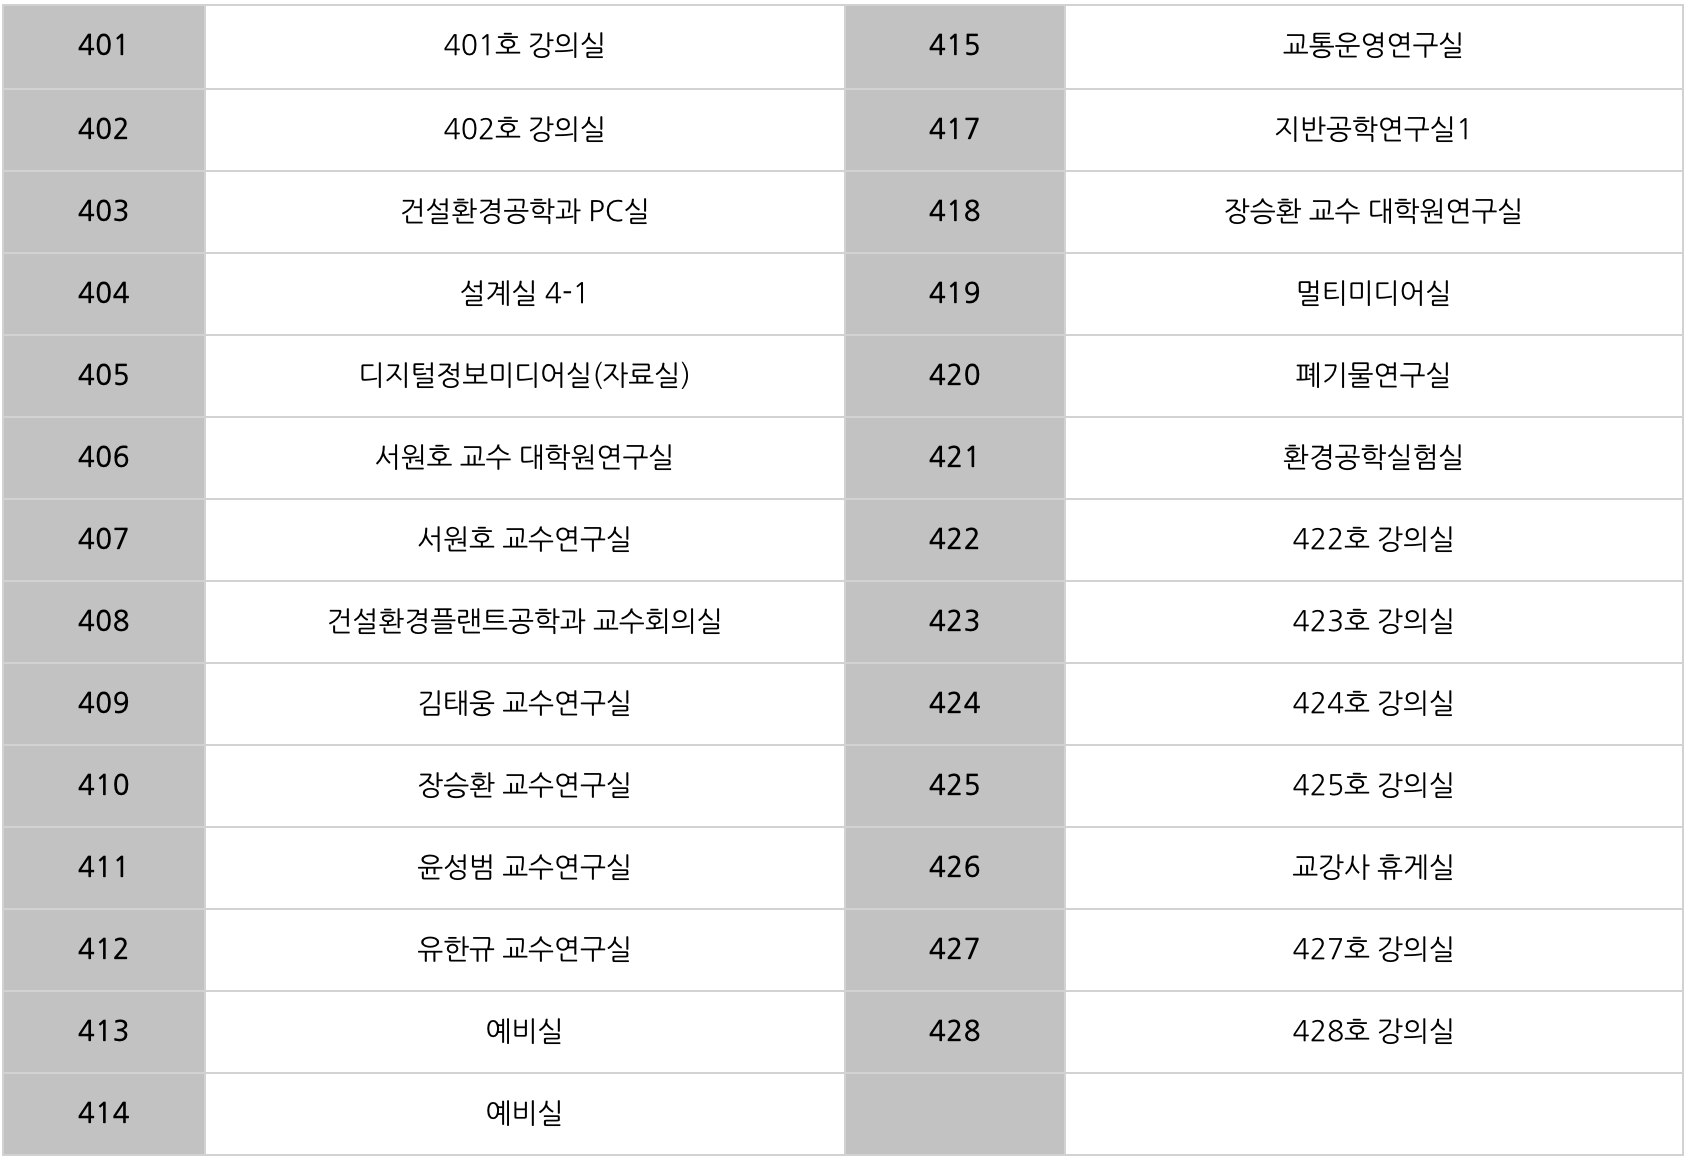 401 401호 강의실 415 교통운영연구실
402 402호 강의실 417 지반공학연구실1
403 건설환경공학과 PC실 418 장승환 교수 대학원연구실
404 설계실 4-1 419 멀티미디어실
405 디지털정보미디어실(자료실) 420 폐기물연구실
406 서원호 교수 대학원연구실 421 환경공학실험실
407 서원호 교수연구실 422 422호 강의실
408 건설환경플랜트공학과 교수회의실 423 423호 강의실
409 김태웅 교수연구실 424 424호 강의실
410 장승환 교수연구실 425 425호 강의실
411 윤성범 교수연구실 426 교강사 휴게실
412 유한규 교수연구실 427 427호 강의실
413 예비실 428 428호 강의실
414 예비실